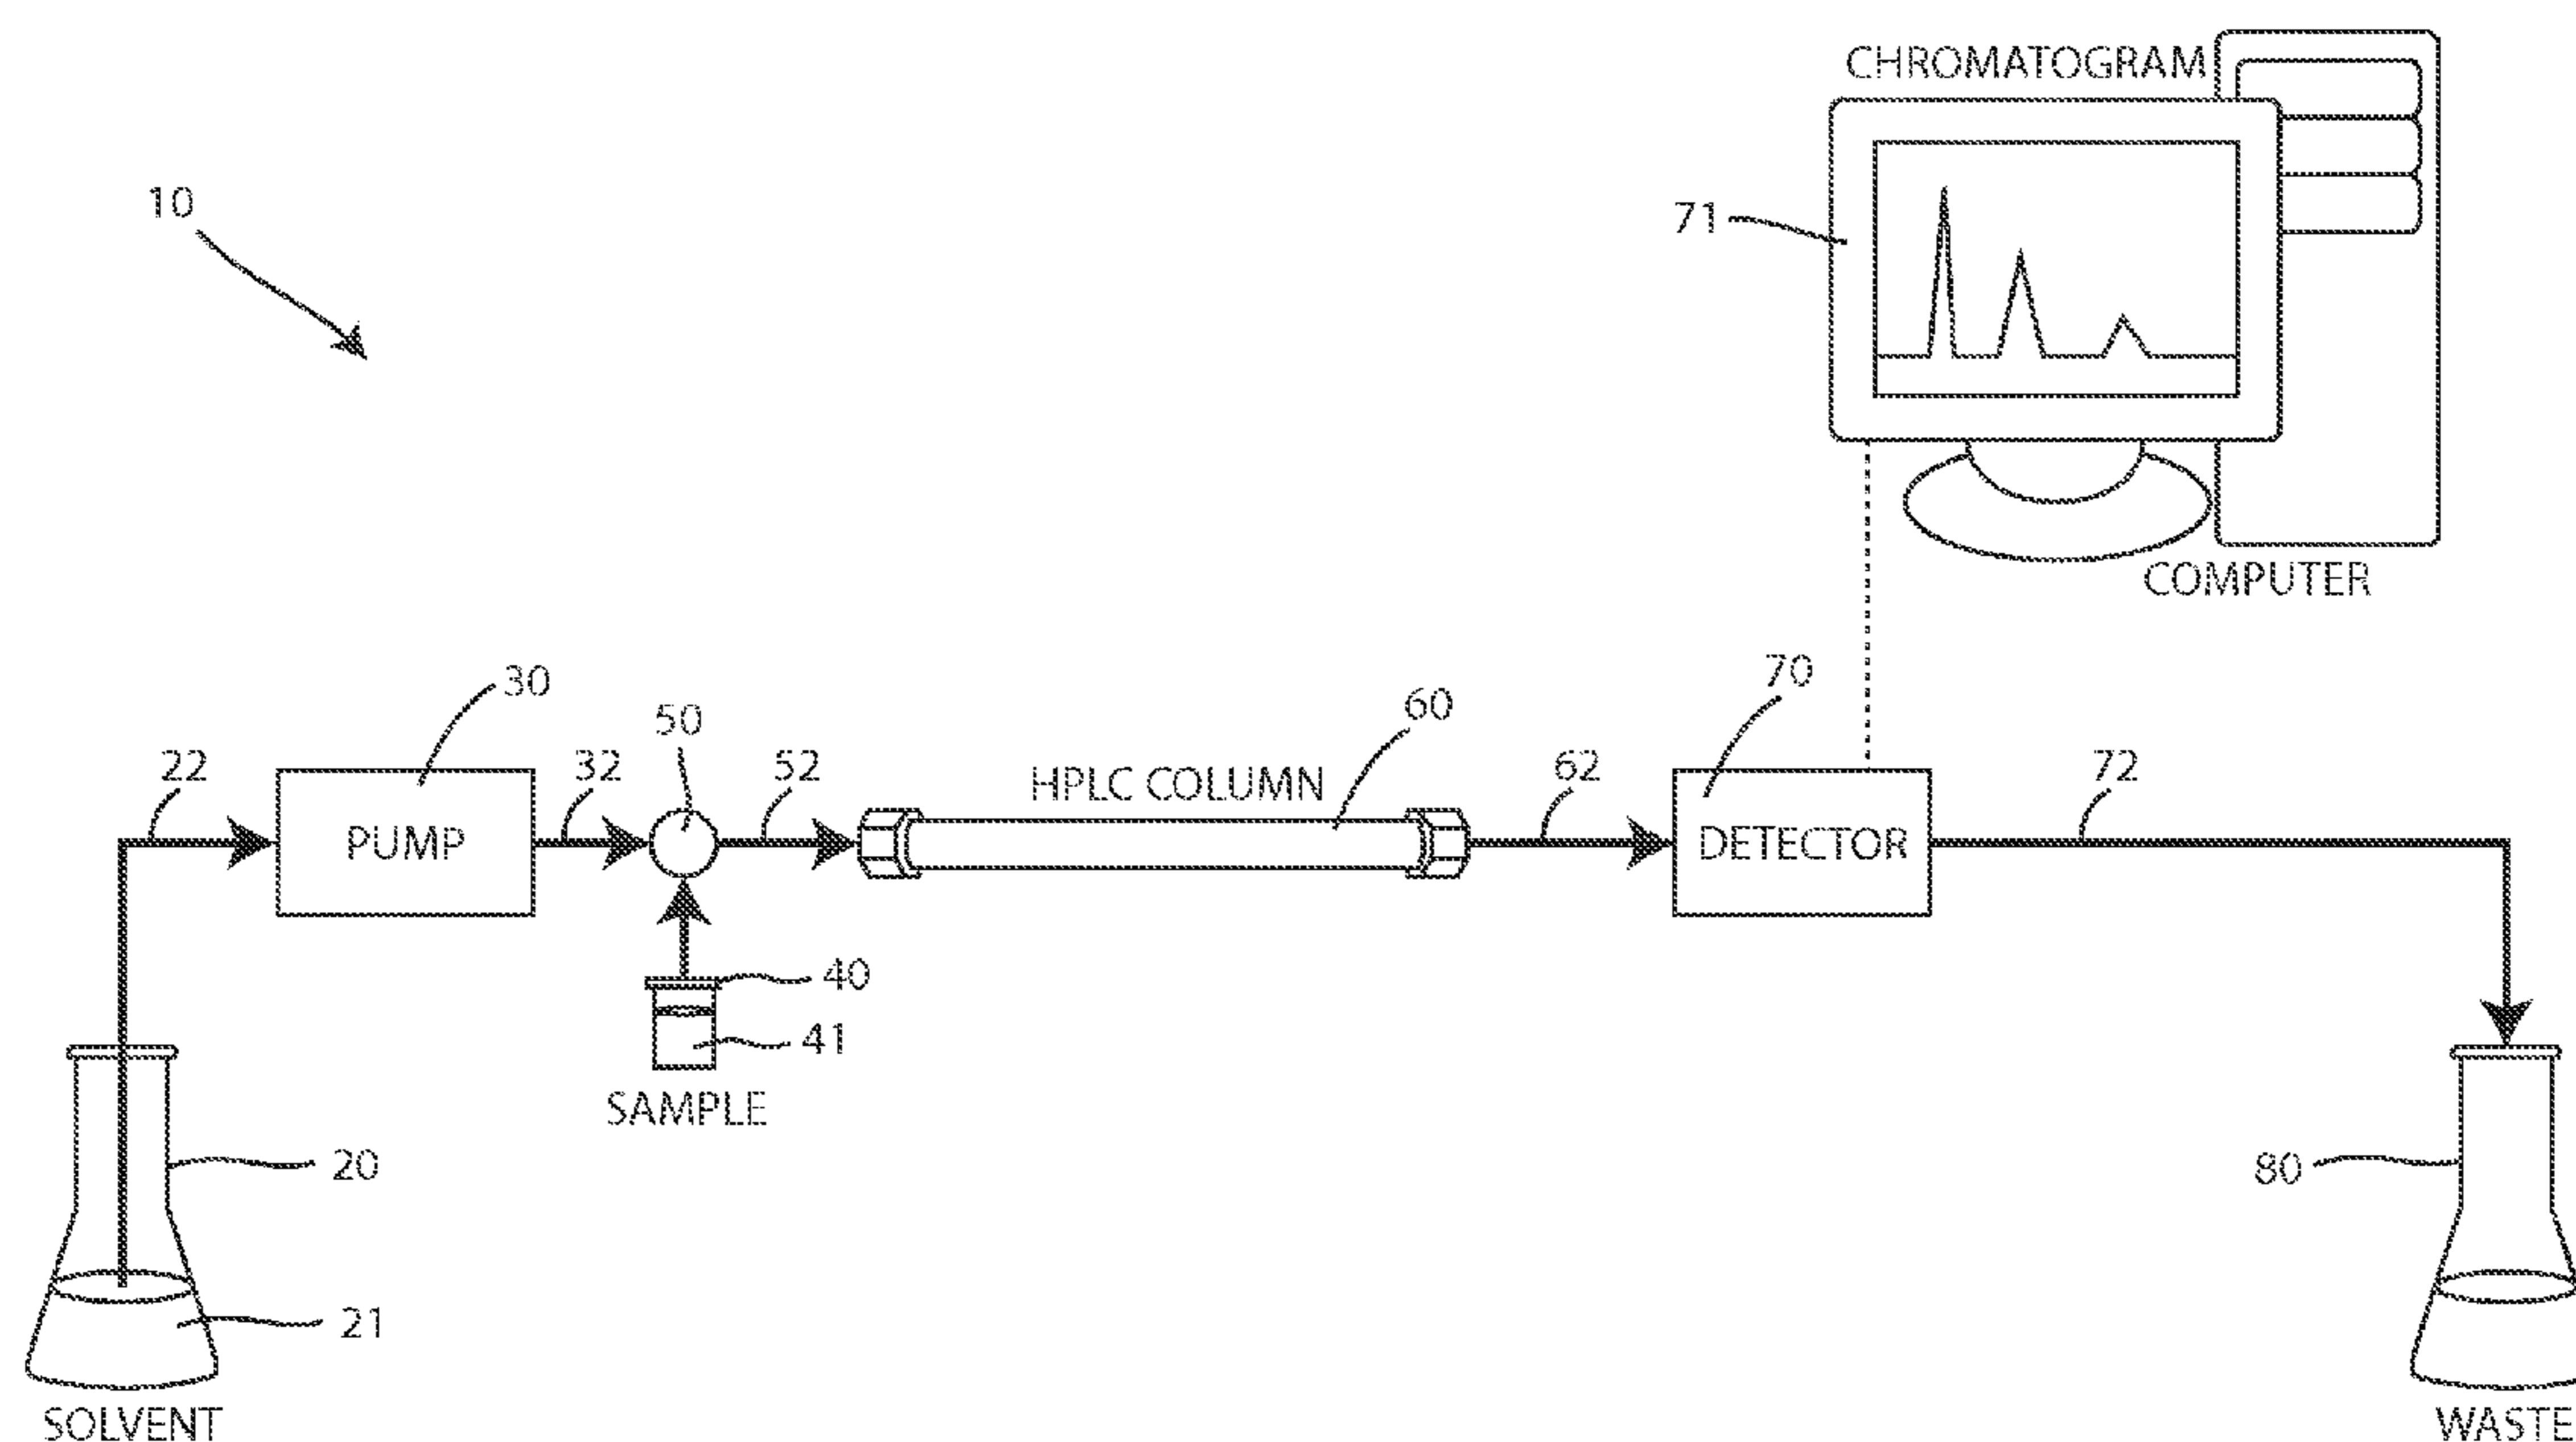 CHROMATOGRAM
10
71
COMPUTER
30
50
60
70
22
32
52
HPLC COLUMN
62
72
PUMP
DETECTOR
40
41
SAMPLE
20
80
21
SOLVENT
WASTE